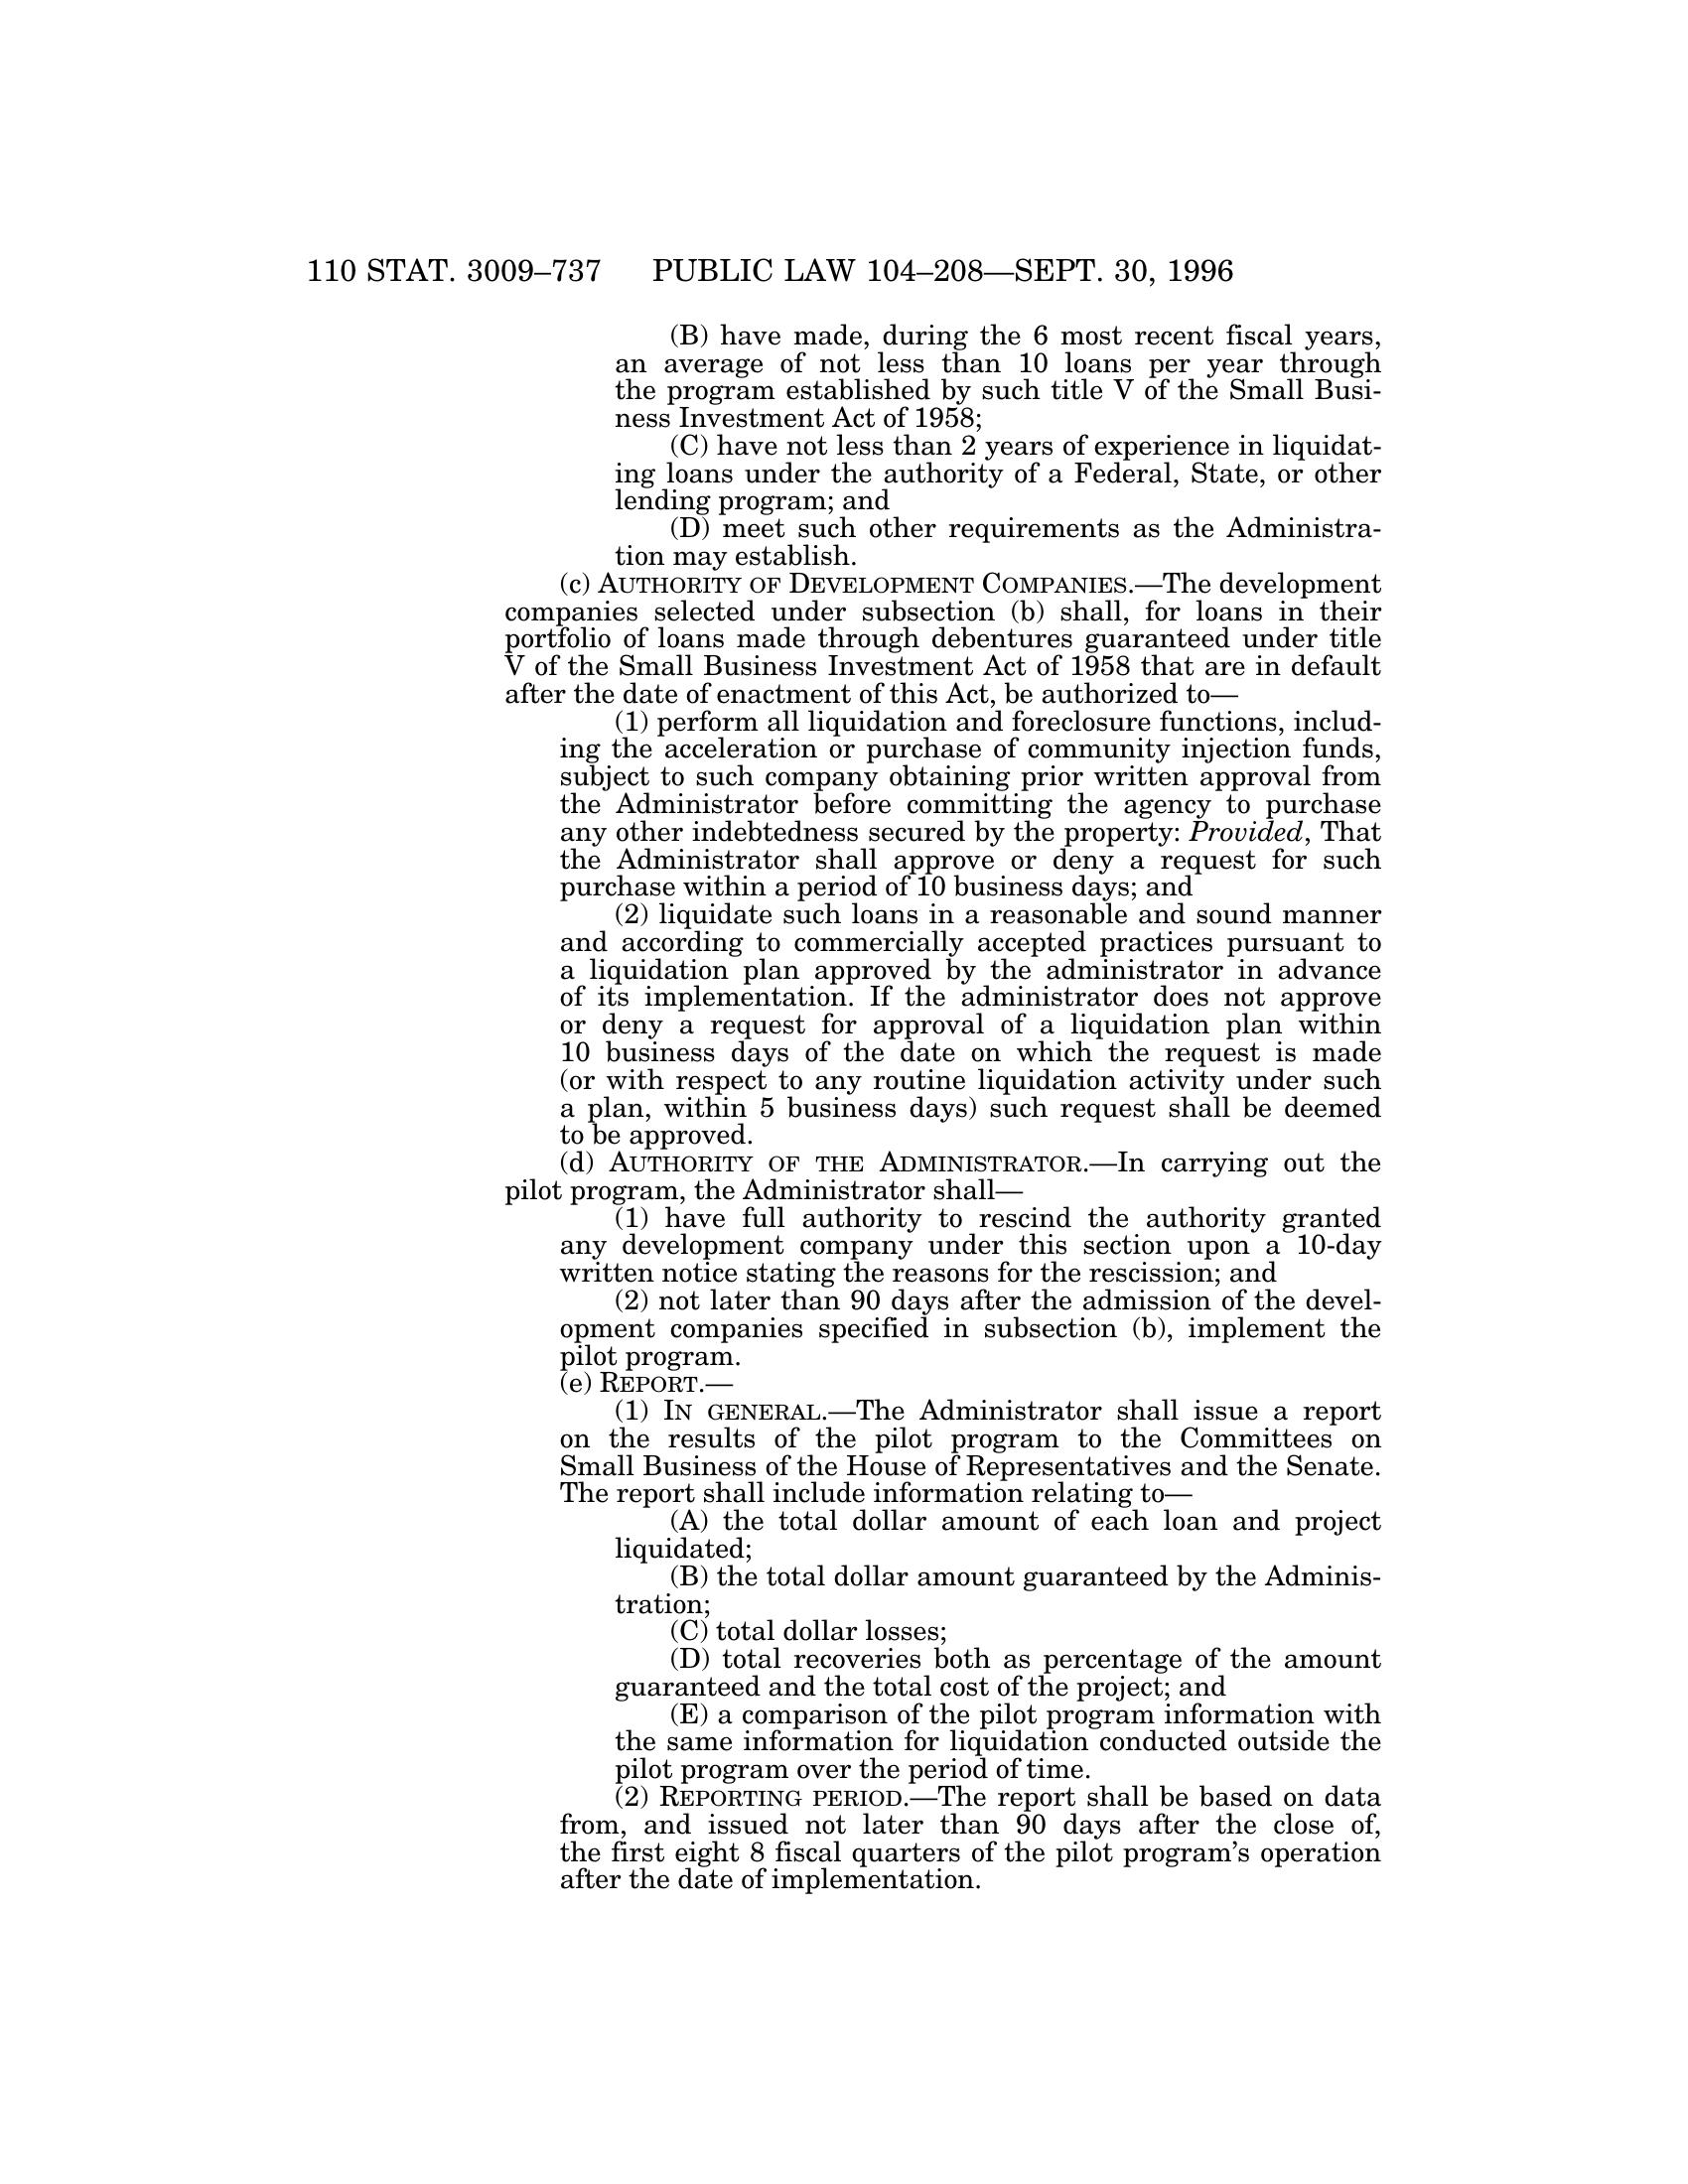 110 STAT. 3009–737 PUBLIC LAW 104–208—SEPT. 30, 1996
(B) have made, during the 6 most recent fiscal years,
an average of not less than 10 loans per year through
the program established by such title V of the Small Busi-
ness Investment Act of 1958;
(C) have not less than 2 years of experience in liquidat-
ing loans under the authority of a Federal, State, or other
lending program; and
(D) meet such other requirements as the Administra-
tion may establish.
(c) AUTHORITY OF DEVELOPMENT COMPANIES.—The development
companies selected under subsection (b) shall, for loans in their
portfolio of loans made through debentures guaranteed under title
V of the Small Business Investment Act of 1958 that are in default
after the date of enactment of this Act, be authorized to—
(1) perform all liquidation and foreclosure functions, includ-
ing the acceleration or purchase of community injection funds,
subject to such company obtaining prior written approval from
the Administrator before committing the agency to purchase
any other indebtedness secured by the property: Provided, That
the Administrator shall approve or deny a request for such
purchase within a period of 10 business days; and
(2) liquidate such loans in a reasonable and sound manner
and according to commercially accepted practices pursuant to
a liquidation plan approved by the administrator in advance
of its implementation. If the administrator does not approve
or deny a request for approval of a liquidation plan within
10 business days of the date on which the request is made
(or with respect to any routine liquidation activity under such
a plan, within 5 business days) such request shall be deemed
to be approved.
(d) AUTHORITY OF THE ADMINISTRATOR.—In carrying out the
pilot program, the Administrator shall—
(1) have full authority to rescind the authority granted
any development company under this section upon a 10-day
written notice stating the reasons for the rescission; and
(2) not later than 90 days after the admission of the devel-
opment companies specified in subsection (b), implement the
pilot program.
(e) REPORT.—
(1) IN GENERAL.—The Administrator shall issue a report
on the results of the pilot program to the Committees on
Small Business of the House of Representatives and the Senate.
The report shall include information relating to—
(A) the total dollar amount of each loan and project
liquidated;
(B) the total dollar amount guaranteed by the Adminis-
tration;
(C) total dollar losses;
(D) total recoveries both as percentage of the amount
guaranteed and the total cost of the project; and
(E) a comparison of the pilot program information with
the same information for liquidation conducted outside the
pilot program over the period of time.
(2) REPORTING PERIOD.—The report shall be based on data
from, and issued not later than 90 days after the close of,
the first eight 8 fiscal quarters of the pilot program’s operation
after the date of implementation.